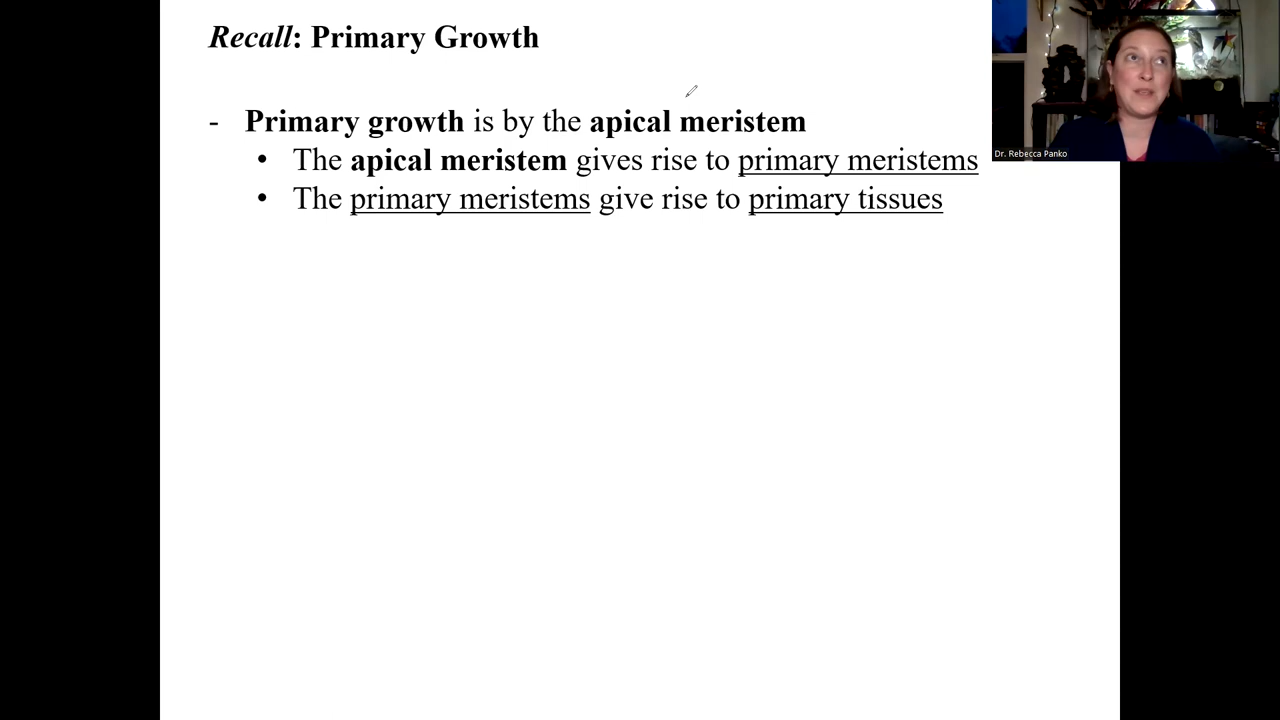 Recall: Primary Growth
- Primary growth is by the apical meristem
• The apical meristem gives rise to primary meristems
• The primary meristems give rise to primary tissues
Dr. Rebecca Panko